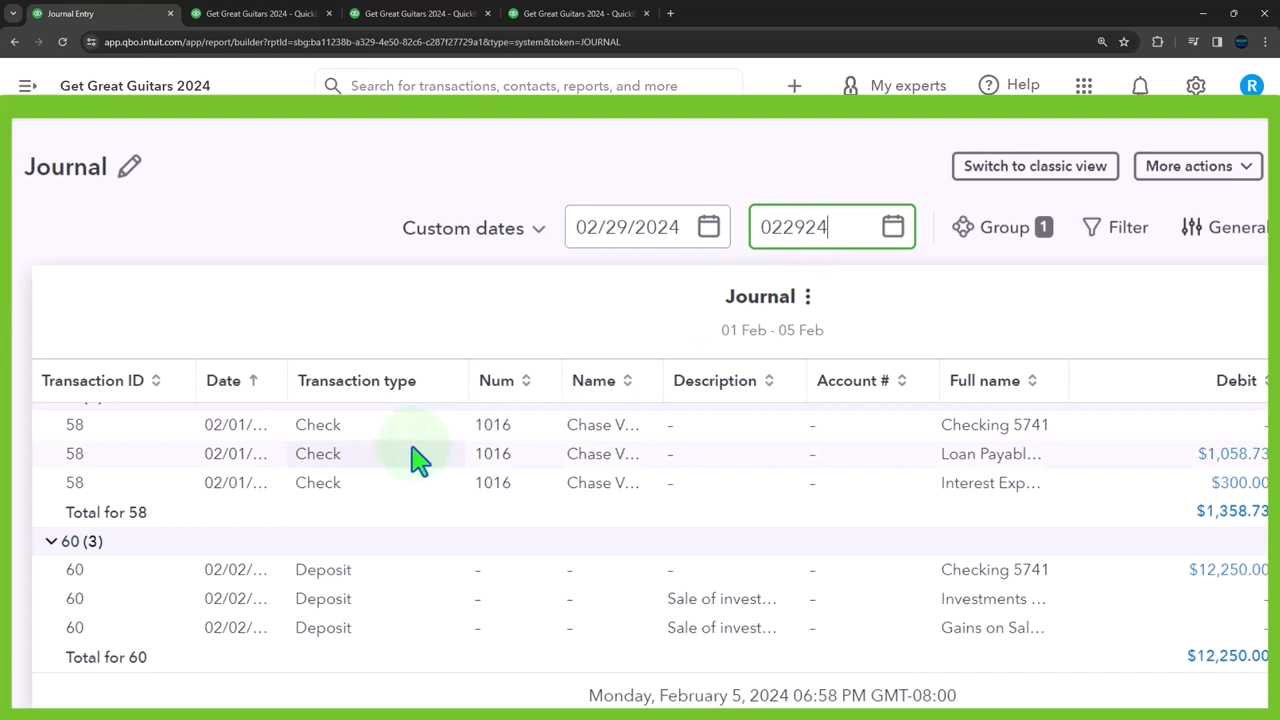 Journal Entry
Get Great Guitars 2024 - QuickB
Get Great Guitars 2024 - QuickB
Get Great Guitars 2024 - QuickB
app.qbo.intuit.com/app/report/builder?rptId=sbg:ba11238b-a329-4e50-82c6-c287f27729a1&type=system&token=JOURNAL
Get Great Guitars 2024
Search for transactions, contacts, reports, and more
My experts
Help
R
Journal
Switch to classic view
More actions
Custom dates
02/29/2024
022924
Group 1
Filter
General
Journal
01 Feb - 05 Feb
Transaction ID Date Transaction type Num Name Description Account # Full name Debit
58 02/01/... Check 1016 Chase V... – – Checking 5741 –
58 02/01/... Check 1016 Chase V... – – Loan Payabl... $1,058.73
58 02/01/... Check 1016 Chase V... – – Interest Exp... $300.00
Total for 58 $1,358.73
60 (3)
60 02/02/... Deposit – – – – Checking 5741 $12,250.00
60 02/02/... Deposit – – Sale of invest... – Investments ...
60 02/02/... Deposit – – Sale of invest... – Gains on Sal...
Total for 60 $12,250.00
Monday, February 5, 2024 06:58 PM GMT-08:00